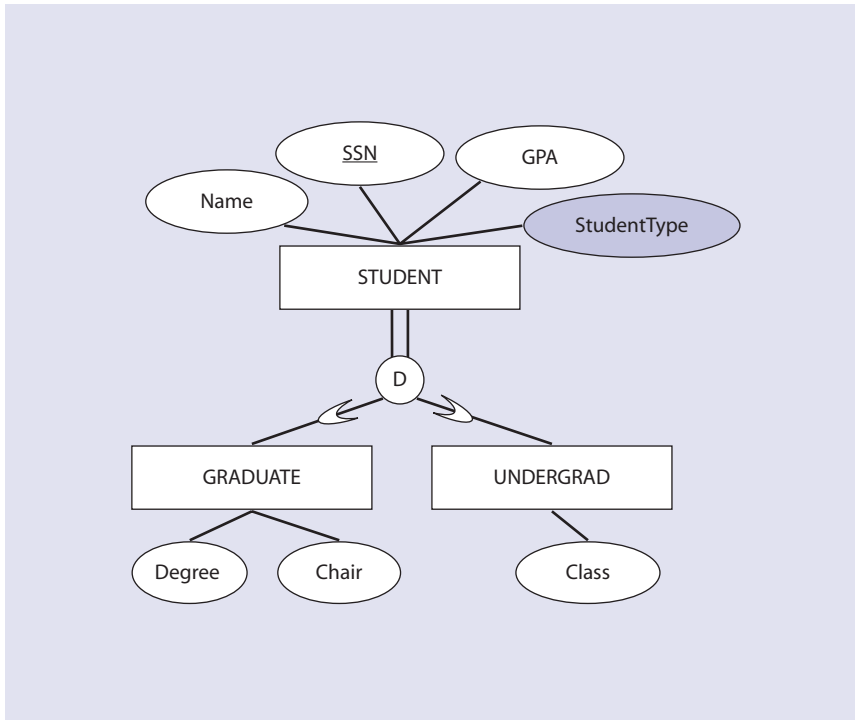 SSN
GPA
Name
StudentType
STUDENT
D
GRADUATE
UNDERGRAD
Degree
Chair
Class